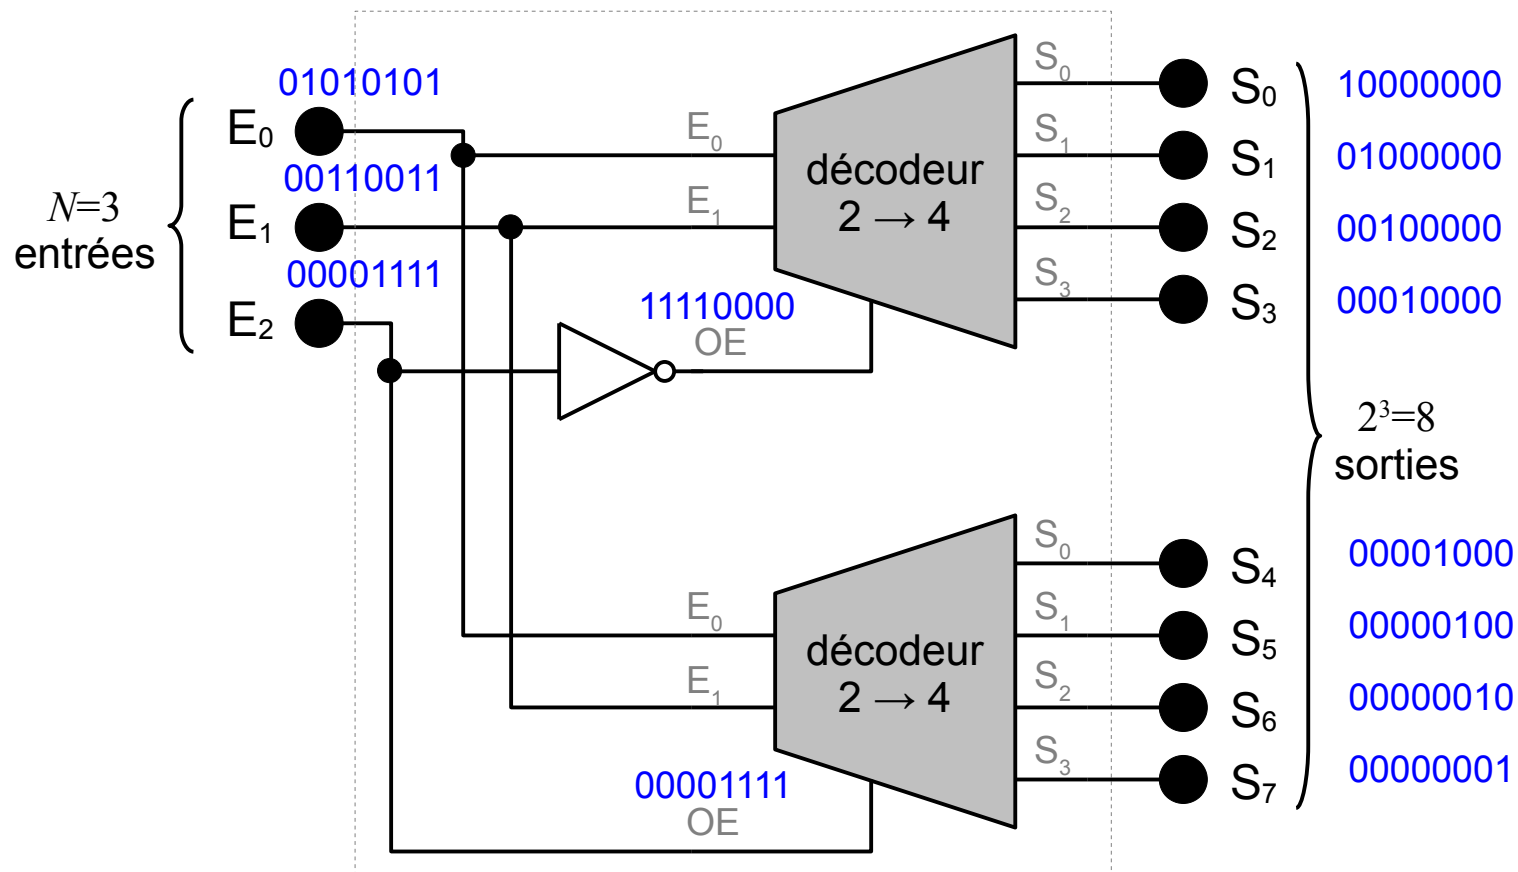 01010101
E0
00110011
E1
00001111
E2
N=3
entrées
E0
E1
décodeur
2 → 4
11110000
OE
S0
S1
S2
S3
S0
S1
S2
S3
10000000
01000000
00100000
00010000
2³=8
sorties
E0
E1
décodeur
2 → 4
00001111
OE
S0
S1
S2
S3
S4
S5
S6
S7
00001000
00000100
00000010
00000001